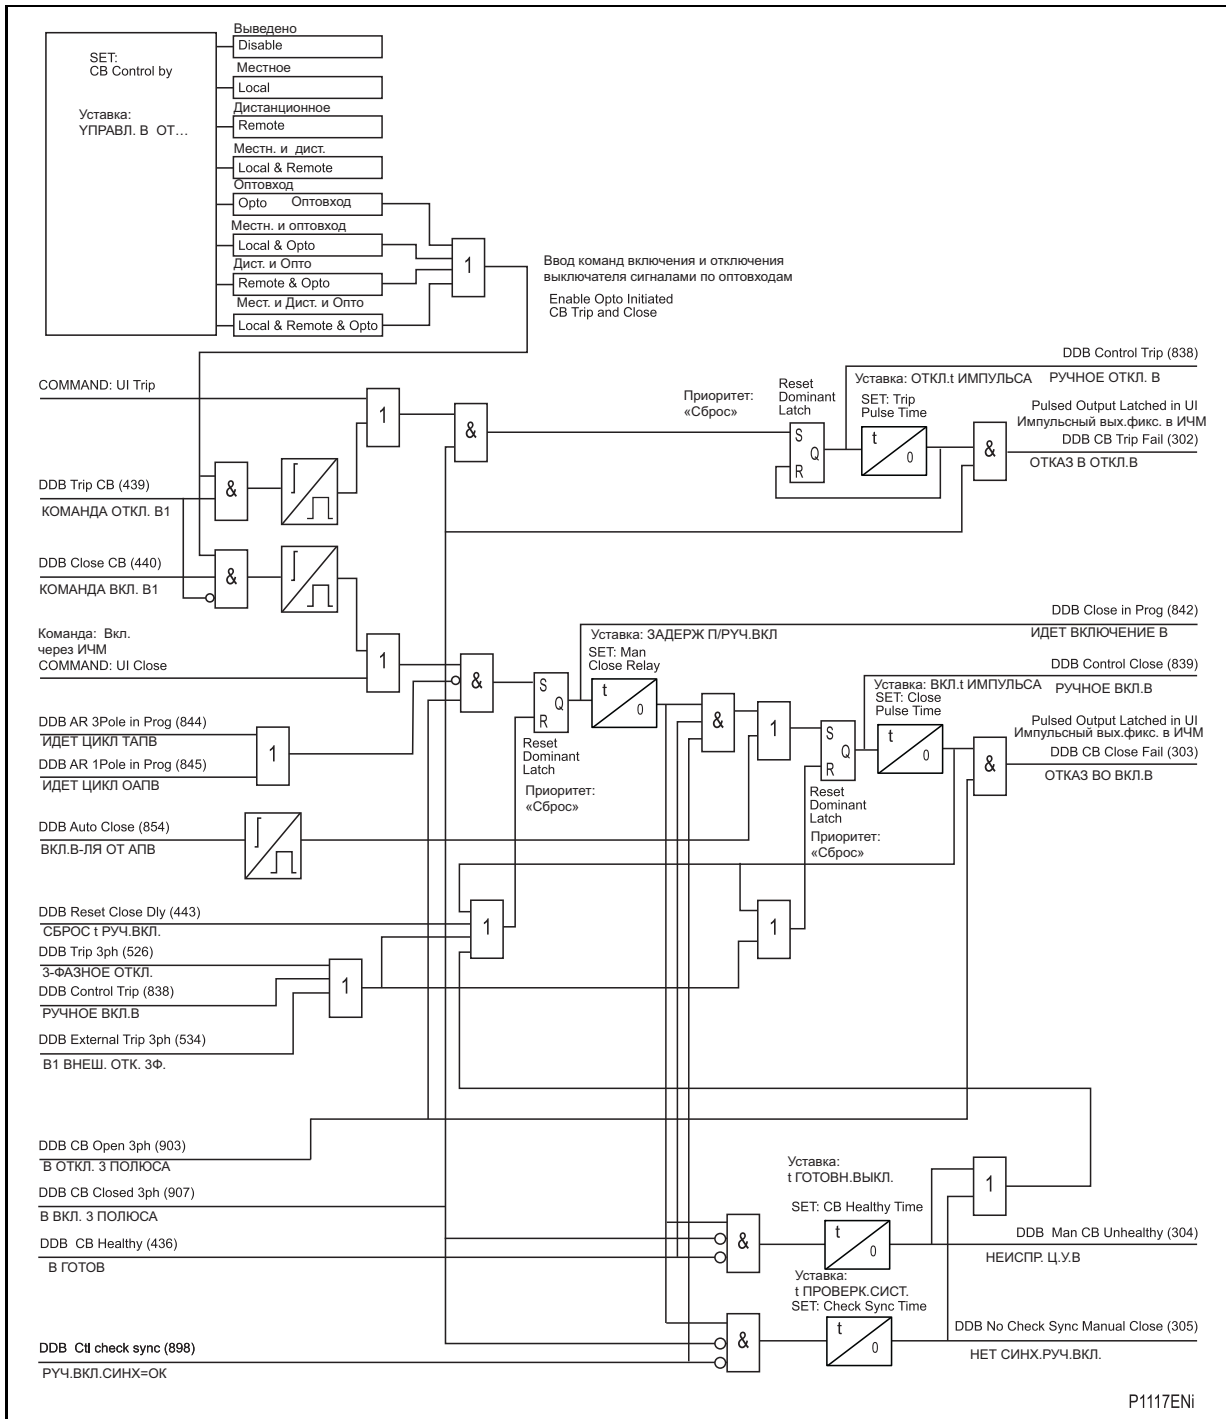 Выведено
Disable
SET:
CB Control by
Местное
Local
Уставка:
YПРАВЛ. В ОТ...
Дистанционное
Remote
Местн. и дист.
Local & Remote
Оптовход
Opto Оптовход
Местн. и оптовход
Local & Opto
Дист. и Опто
Remote & Opto
Мест. и Дист. и Опто
Local & Remote & Opto
1
Ввод команд включения и отключения
выключателя сигналами по оптовходам
Enable Opto Initiated
CB Trip and Close
DDB Control Trip (838)
РУЧНОЕ ОТКЛ. В
COMMAND: UI Trip
1
&
Приоритет:
«Сброс»
Reset
Dominant
Latch
S
Q
R
Уставка: ОТКЛ.t ИМПУЛЬСА
SET: Trip
Pulse Time
t
0
&
Pulsed Output Latched in UI
Импульсный вых.фикс. в ИЧМ
DDB CB Trip Fail (302)
ОТКАЗ В ОТКЛ.В
DDB Trip CB (439)
КОМАНДА ОТКЛ. В1
&
DDB Close CB (440)
КОМАНДА ВКЛ. В1
&
Команда: Вкл.
через ИЧМ
COMMAND: UI Close
1
&
DDB Close in Prog (842)
ИДЕТ ВКЛЮЧЕНИЕ В
Уставка: ЗАДЕРЖ П/РУЧ.ВКЛ
SET: Man
Close Relay
t
0
S
Q
R
Reset
Dominant
Latch
Приоритет:
«Сброс»
&
1
DDB Control Close (839)
РУЧНОЕ ВКЛ.В
Уставка: ВКЛ.t ИМПУЛЬСА
SET: Close
Pulse Time
t
0
S
Q
R
Reset
Dominant
Latch
Приоритет:
«Сброс»
&
Pulsed Output Latched in UI
Импульсный вых.фикс. в ИЧМ
DDB CB Close Fail (303)
ОТКАЗ ВО ВКЛ.В
DDB AR 3Pole in Prog (844)
ИДЕТ ЦИКЛ ТАПВ
DDB AR 1Pole in Prog (845)
ИДЕТ ЦИКЛ ОАПВ
1
DDB Auto Close (854)
ВКЛ.В-ЛЯ ОТ АПВ
DDB Reset Close Dly (443)
СБРОС t РУЧ.ВКЛ.
1
1
DDB Trip 3ph (526)
3-ФАЗНОЕ ОТКЛ.
DDB Control Trip (838)
РУЧНОЕ ВКЛ.В
1
DDB External Trip 3ph (534)
В1 ВНЕШ. ОТК. 3Ф.
DDB CB Open 3ph (903)
В ОТКЛ. 3 ПОЛЮСА
DDB CB Closed 3ph (907)
В ВКЛ. 3 ПОЛЮСА
DDB CB Healthy (436)
В ГОТОВ
&
Уставка:
t ГОТОВН.ВЫКЛ.
SET: CB Healthy Time
t
0
1
DDB Man CB Unhealthy (304)
НЕИСПР. Ц.У.В
Уставка:
t ПРОВЕРК.СИСТ.
SET: Check Sync Time
t
0
&
DDB No Check Sync Manual Close (305)
НЕТ СИНХ.РУЧ.ВКЛ.
DDB Ctl check sync (898)
РУЧ.ВКЛ.СИНХ=ОК
P1117ENi